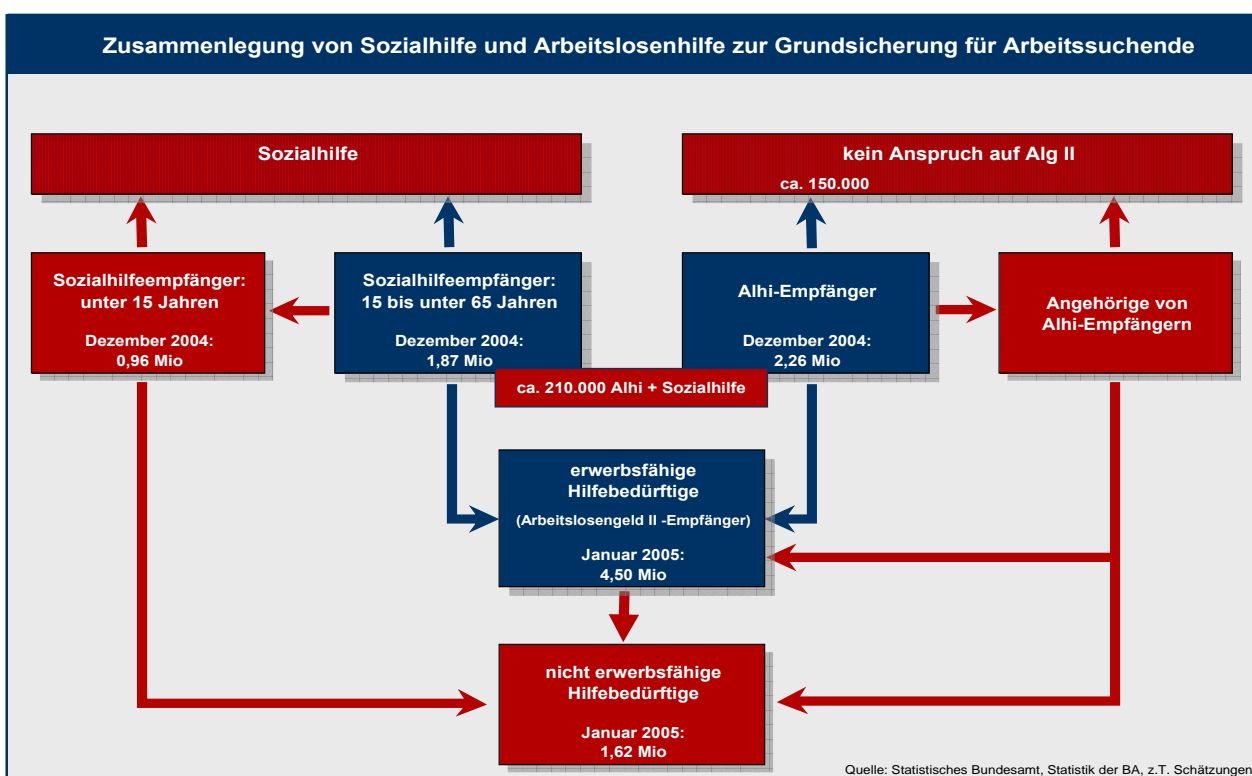 Zusammenlegung von Sozialhilfe und Arbeitslosenhilfe zur Grundsicherung für Arbeitssuchende
Sozialhilfe
kein Anspruch auf Alg II
ca. 150.000
Sozialhilfeempfänger:
unter 15 Jahren
Dezember 2004:
0,96 Mio
Sozialhilfeempfänger:
15 bis unter 65 Jahren
Dezember 2004:
1,87 Mio
Alhi-Empfänger
Dezember 2004:
2,26 Mio
Angehörige von
Alhi-Empfängern
ca. 210.000 Alhi + Sozialhilfe
erwerbsfähige
Hilfebedürftige
(Arbeitslosengeld II -Empfänger)
Januar 2005:
4,50 Mio
nicht erwerbsfähige
Hilfebedürftige
Januar 2005:
1,62 Mio
Quelle: Statistisches Bundesamt, Statistik der BA, z.T. Schätzungen